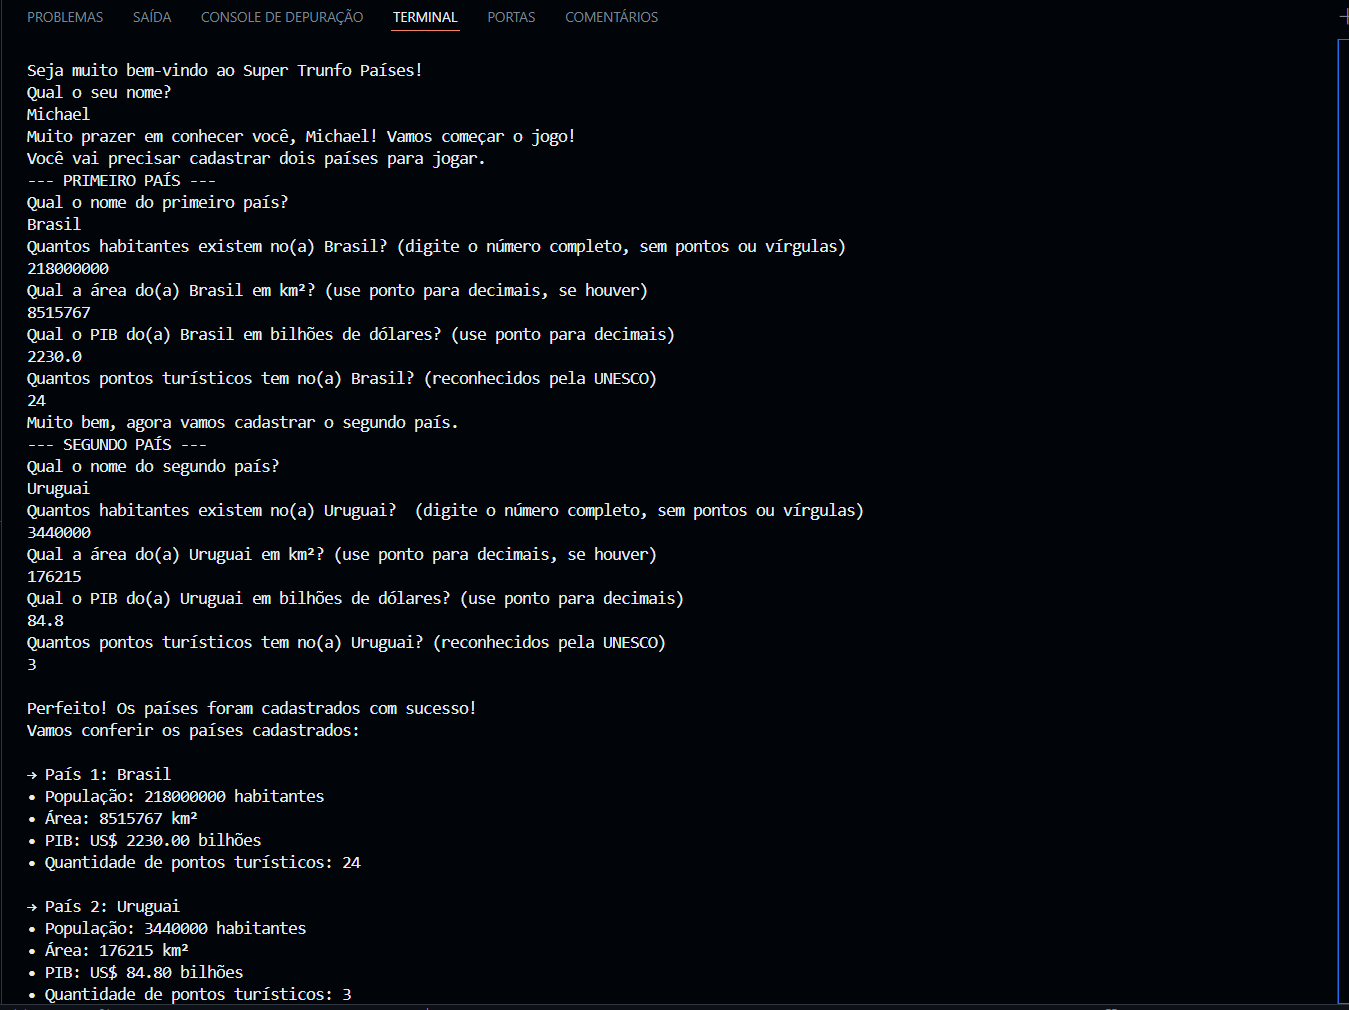 PROBLEMAS SAÍDA CONSOLE DE DEPURAÇÃO TERMINAL PORTAS COMENTÁRIOS
Seja muito bem-vindo ao Super Trunfo Países!
Qual o seu nome?
Michael
Muito prazer em conhecer você, Michael! Vamos começar o jogo!
Você vai precisar cadastrar dois países para jogar.
--- PRIMEIRO PAÍS ---
Qual o nome do primeiro país?
Brasil
Quantos habitantes existem no(a) Brasil? (digite o número completo, sem pontos ou vírgulas)
218000000
Qual a área do(a) Brasil em km²? (use ponto para decimais, se houver)
8515767
Qual o PIB do(a) Brasil em bilhões de dólares? (use ponto para decimais)
2230.0
Quantos pontos turísticos tem no(a) Brasil? (reconhecidos pela UNESCO)
24
Muito bem, agora vamos cadastrar o segundo país.
--- SEGUNDO PAÍS ---
Qual o nome do segundo país?
Uruguai
Quantos habitantes existem no(a) Uruguai?  (digite o número completo, sem pontos ou vírgulas)
3440000
Qual a área do(a) Uruguai em km²? (use ponto para decimais, se houver)
176215
Qual o PIB do(a) Uruguai em bilhões de dólares? (use ponto para decimais)
84.8
Quantos pontos turísticos tem no(a) Uruguai? (reconhecidos pela UNESCO)
3
Perfeito! Os países foram cadastrados com sucesso!
Vamos conferir os países cadastrados:
→ País 1: Brasil
• População: 218000000 habitantes
• Área: 8515767 km²
• PIB: US$ 2230.00 bilhões
• Quantidade de pontos turísticos: 24
→ País 2: Uruguai
• População: 3440000 habitantes
• Área: 176215 km²
• PIB: US$ 84.80 bilhões
• Quantidade de pontos turísticos: 3